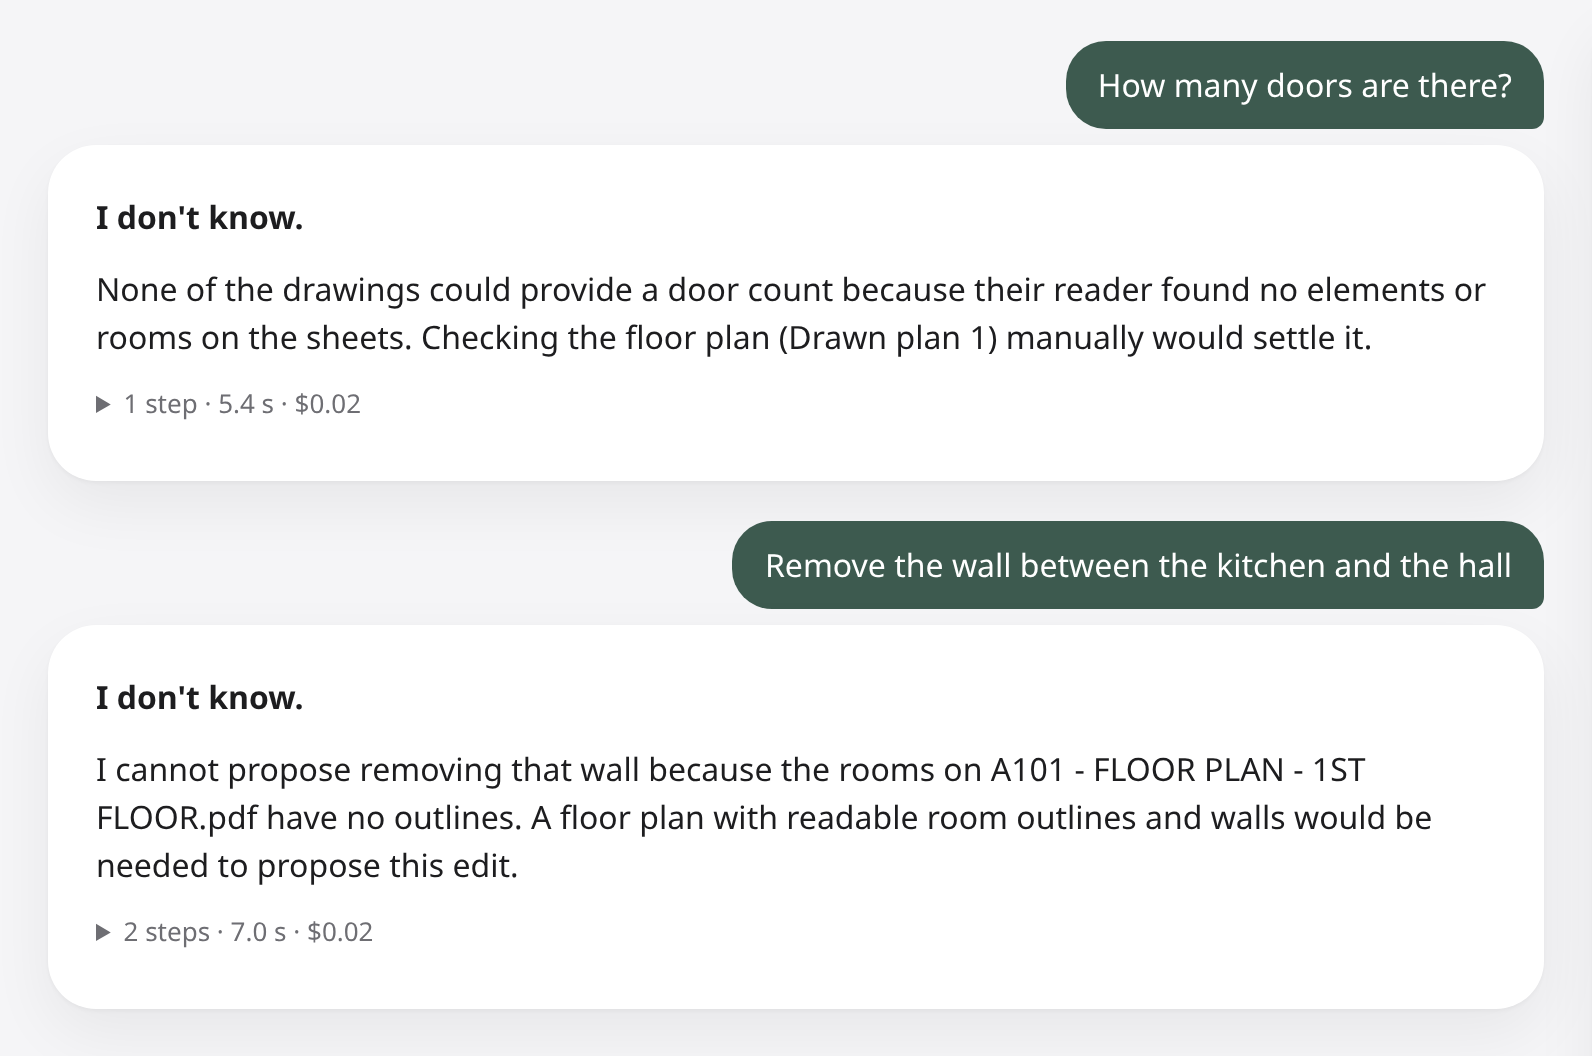 How many doors are there?
I don't know.
None of the drawings could provide a door count because their reader found no elements or
rooms on the sheets. Checking the floor plan (Drawn plan 1) manually would settle it.
1 step · 5.4 s · $0.02
Remove the wall between the kitchen and the hall
I don't know.
I cannot propose removing that wall because the rooms on A101 - FLOOR PLAN - 1ST
FLOOR.pdf have no outlines. A floor plan with readable room outlines and walls would be
needed to propose this edit.
2 steps · 7.0 s · $0.02